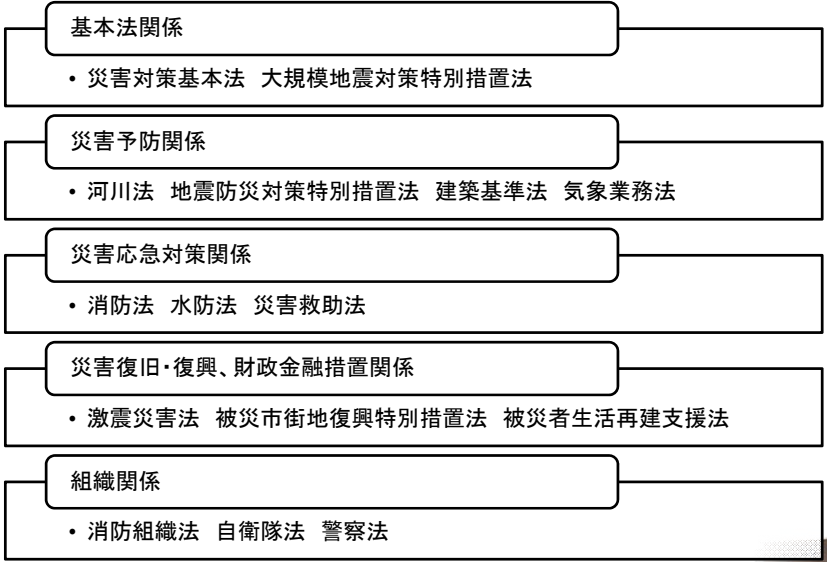 基本法関係
• 災害対策基本法 大規模地震対策特別措置法
災害予防関係
• 河川法 地震防災対策特別措置法 建築基準法 気象業務法
災害応急対策関係
• 消防法 水防法 災害救助法
災害復旧･復興、財政金融措置関係
• 激震災害法 被災市街地復興特別措置法 被災者生活再建支援法
組織関係
• 消防組織法 自衛隊法 警察法